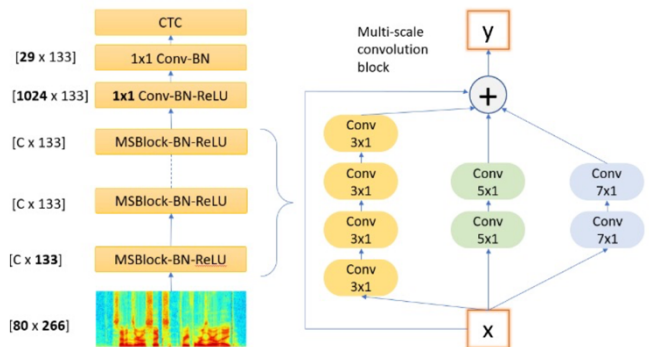 CTC
[29 x 133]
1x1 Conv-BN
[1024 x 133]
1x1 Conv-BN-ReLU
[C x 133]
MSBlock-BN-ReLU
[C x 133]
MSBlock-BN-ReLU
[C x 133]
MSBlock-BN-ReLU
[80 x 266]
Multi-scale
convolution
block
y
+
Conv
3x1
Conv
3x1
Conv
3x1
Conv
3x1
Conv
5x1
Conv
5x1
Conv
7x1
Conv
7x1
x